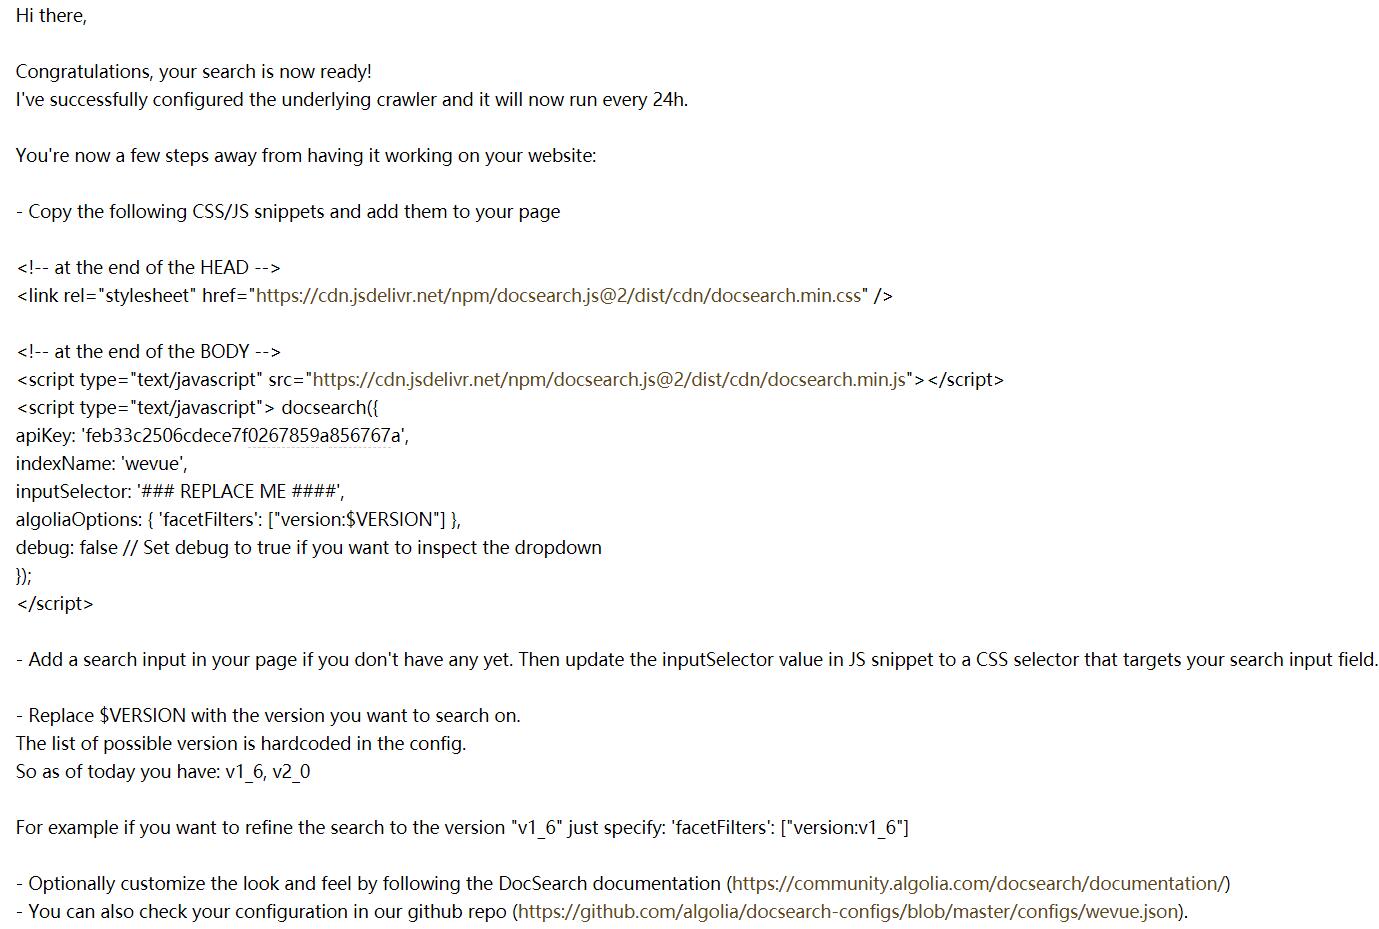 Hi there,
Congratulations, your search is now ready!
I've successfully configured the underlying crawler and it will now run every 24h.
You're now a few steps away from having it working on your website:
- Copy the following CSS/JS snippets and add them to your page
<!-- at the end of the HEAD -->
<link rel="stylesheet" href="https://cdn.jsdelivr.net/npm/docsearch.js@2/dist/cdn/docsearch.min.css" />
<!-- at the end of the BODY -->
<script type="text/javascript" src="https://cdn.jsdelivr.net/npm/docsearch.js@2/dist/cdn/docsearch.min.js"></script>
<script type="text/javascript"> docsearch({
apiKey: 'feb33c2506cdece7f0267859a856767a',
indexName: 'wevue',
inputSelector: '### REPLACE ME ####',
algoliaOptions: { 'facetFilters': ["version:$VERSION"] },
debug: false // Set debug to true if you want to inspect the dropdown
});
</script>
- Add a search input in your page if you don't have any yet. Then update the inputSelector value in JS snippet to a CSS selector that targets your search input field.
- Replace $VERSION with the version you want to search on.
The list of possible version is hardcoded in the config.
So as of today you have: v1_6, v2_0
For example if you want to refine the search to the version "v1_6" just specify: 'facetFilters': ["version:v1_6"]
- Optionally customize the look and feel by following the DocSearch documentation (https://community.algolia.com/docsearch/documentation/)
- You can also check your configuration in our github repo (https://github.com/algolia/docsearch-configs/blob/master/configs/wevue.json).